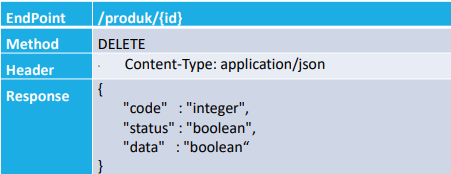 EndPoint /produk/{id}
Method DELETE
Header · Content-Type: application/json
Response {
"code" : "integer",
"status" : "boolean",
"data" : "boolean“
}